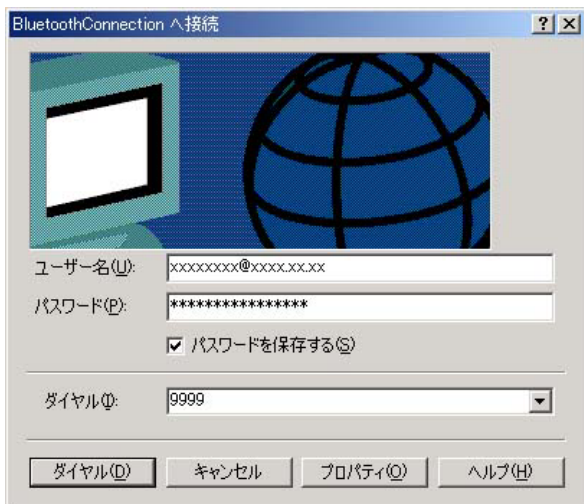 BluetoothConnection へ接続
ユーザー名(U):
xxxxxxxx@xxxx.xx.xx
パスワード(P):
****************
パスワードを保存する(S)
ダイヤル(I):
9999
ダイヤル(D) キャンセル プロパティ(O) ヘルプ(H)